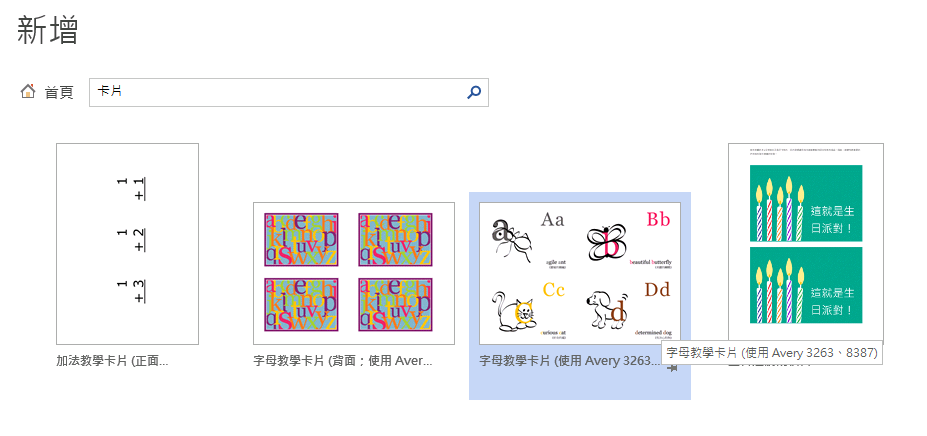 新增
首頁
卡片
1
+1
1
+2
1
+3
加法教學卡片 (正面...
字母教學卡片 (背面；使用 Aver...
Aa
agile ant
Bb
beautiful butterfly
Cc
curious cat
Dd
determined dog
字母教學卡片 (使用 Avery 3263...
字母教學卡片 (使用 Avery 3263、8387)
這就是生
日派對！
這就是生
日派對！